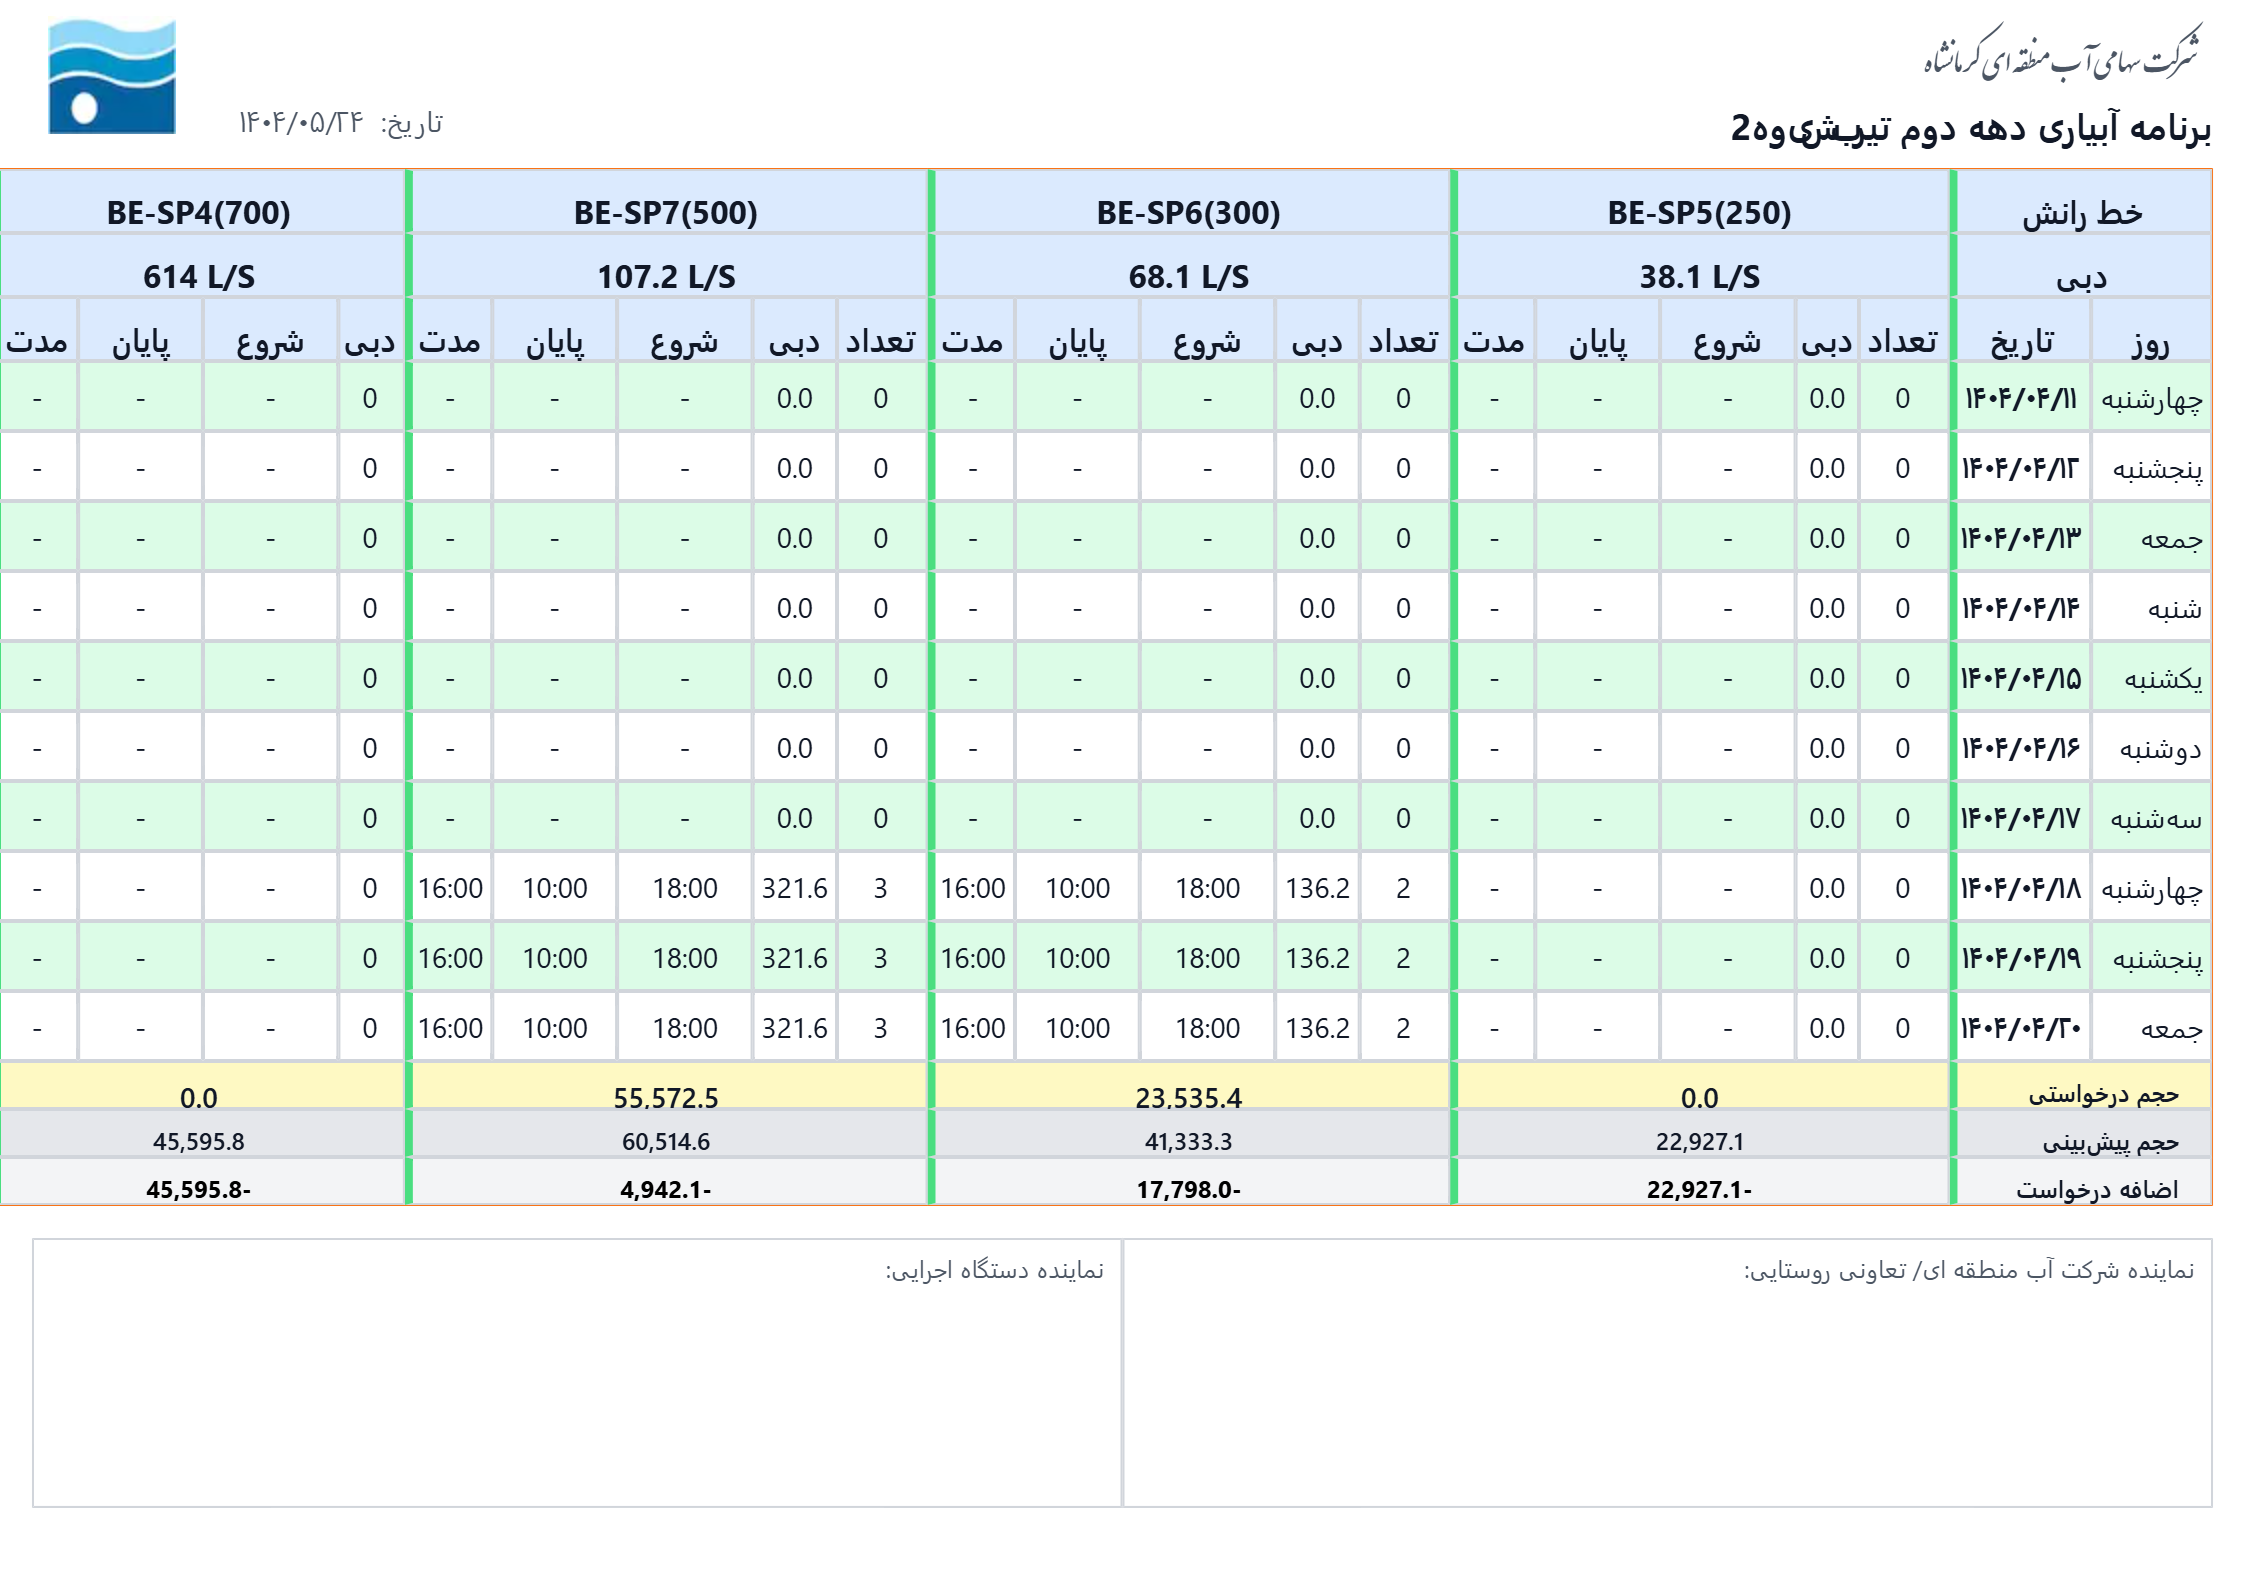 شرکت سهامی آب منطقه ای کرمانشاه
برنامه آبیاری دهه دوم تیر
تاریخ: ۱۴۰۴/۰۵/۲۴
خط رانش BE-SP5(250) BE-SP6(300) BE-SP7(500) BE-SP4(700)
دبی 38.1 L/S 68.1 L/S 107.2 L/S 614 L/S
روز تاریخ تعداد دبی شروع پایان مدت تعداد دبی شروع پایان مدت تعداد دبی شروع پایان مدت دبی شروع پایان مدت
چهارشنبه ۱۴۰۴/۰۴/۱۱ 0 0.0 - - - 0 0.0 - - - 0 0.0 - - - 0 - - -
پنجشنبه ۱۴۰۴/۰۴/۱۲ 0 0.0 - - - 0 0.0 - - - 0 0.0 - - - 0 - - -
جمعه ۱۴۰۴/۰۴/۱۳ 0 0.0 - - - 0 0.0 - - - 0 0.0 - - - 0 - - -
شنبه ۱۴۰۴/۰۴/۱۴ 0 0.0 - - - 0 0.0 - - - 0 0.0 - - - 0 - - -
یکشنبه ۱۴۰۴/۰۴/۱۵ 0 0.0 - - - 0 0.0 - - - 0 0.0 - - - 0 - - -
دوشنبه ۱۴۰۴/۰۴/۱۶ 0 0.0 - - - 0 0.0 - - - 0 0.0 - - - 0 - - -
سه‌شنبه ۱۴۰۴/۰۴/۱۷ 0 0.0 - - - 0 0.0 - - - 0 0.0 - - - 0 - - -
چهارشنبه ۱۴۰۴/۰۴/۱۸ 0 0.0 - - - 2 136.2 18:00 10:00 16:00 3 321.6 18:00 10:00 16:00 0 - - -
پنجشنبه ۱۴۰۴/۰۴/۱۹ 0 0.0 - - - 2 136.2 18:00 10:00 16:00 3 321.6 18:00 10:00 16:00 0 - - -
جمعه ۱۴۰۴/۰۴/۲۰ 0 0.0 - - - 2 136.2 18:00 10:00 16:00 3 321.6 18:00 10:00 16:00 0 - - -
حجم درخواستی 0.0 23,535.4 55,572.5 0.0
حجم پیش‌بینی 22,927.1 41,333.3 60,514.6 45,595.8
اضافه درخواست 22,927.1- 17,798.0- 4,942.1- 45,595.8-
نماینده شرکت آب منطقه ای/ تعاونی روستایی:
نماینده دستگاه اجرایی: